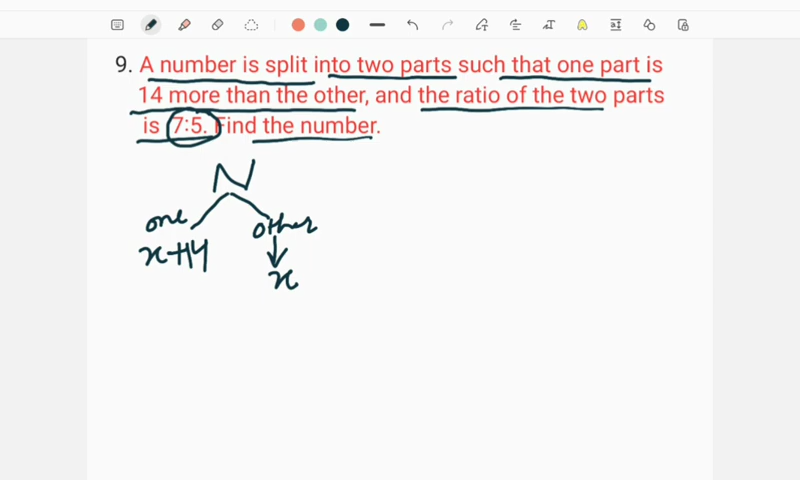 9. A number is split into two parts such that one part is
14 more than the other, and the ratio of the two parts
is 7:5. Find the number.
N
one other
x+14
x